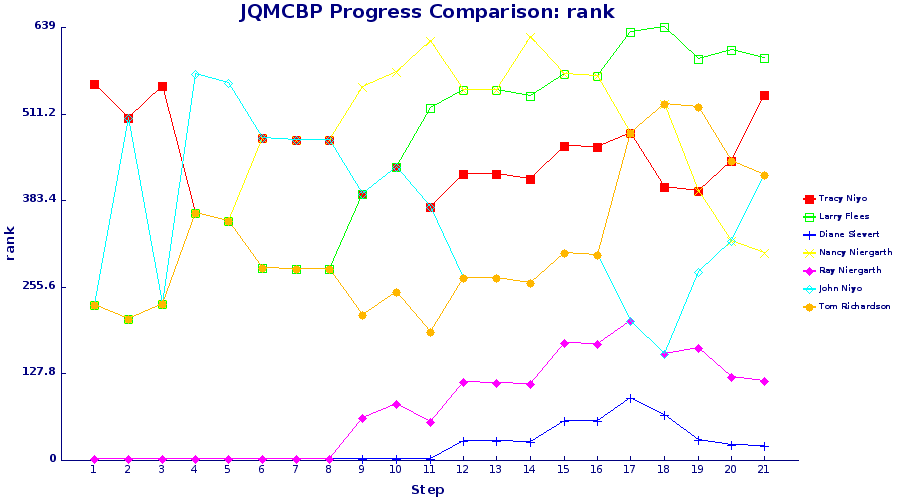 JQMCBP Progress Comparison: rank
639
511.2
383.4
255.6
127.8
0
rank
1 2 3 4 5 6 7 8 9 10 11 12 13 14 15 16 17 18 19 20 21
Step
Tracy Niyo
Larry Flees
Diane Sievert
Nancy Niergarth
Ray Niergarth
John Niyo
Tom Richardson